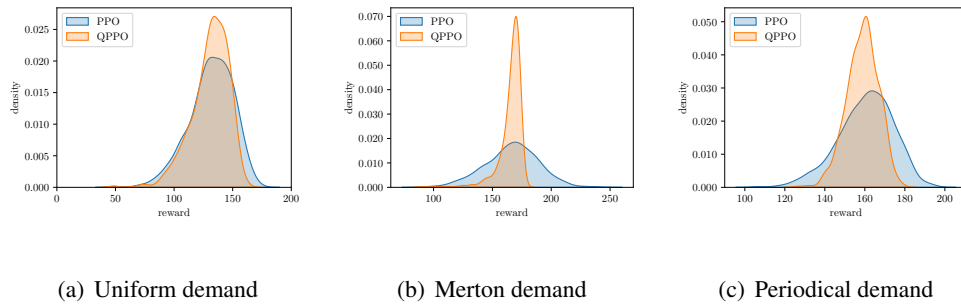 PPO
QPPO
0.025
0.020
0.015
0.010
0.005
0.000
density
0
50
100
150
200
reward
PPO
QPPO
0.070
0.060
0.050
0.040
0.030
0.020
0.010
0.000
density
100
150
200
250
reward
PPO
QPPO
0.050
0.040
0.030
0.020
0.010
0.000
density
100
120
140
160
180
200
reward
(a) Uniform demand
(b) Merton demand
(c) Periodical demand